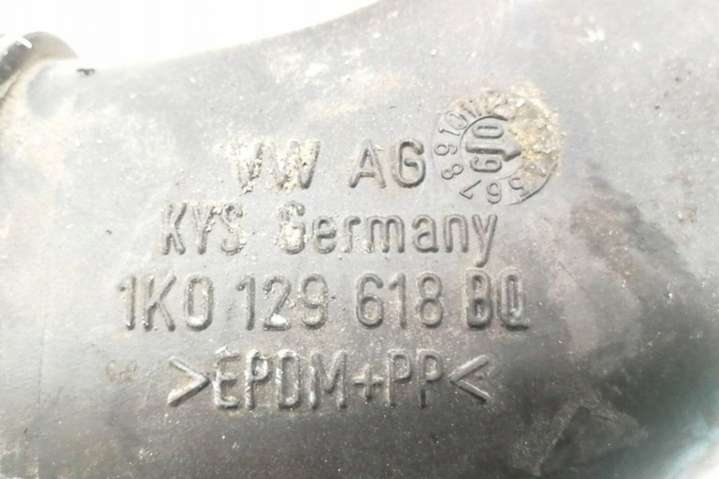 VW AG
KYS Germany
1K0 129 618 BQ
>EPDM+PP<